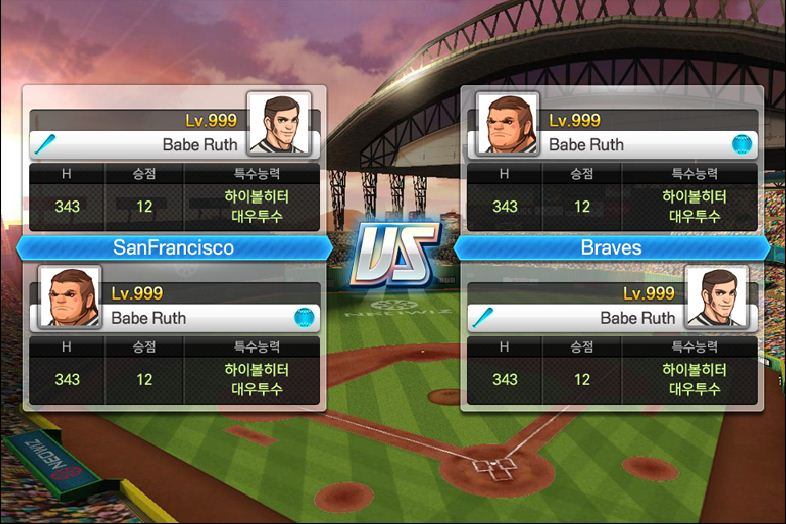 Lv.999
Babe Ruth
H 승점 특수능력
343 12 하이볼히터
대우투수
SanFrancisco
Lv.999
Babe Ruth
H 승점 특수능력
343 12 하이볼히터
대우투수
VS
Lv.999
Babe Ruth
H 승점 특수능력
343 12 하이볼히터
대우투수
Braves
Lv.999
Babe Ruth
H 승점 특수능력
343 12 하이볼히터
대우투수
NEOWIZ
NEOWIZ